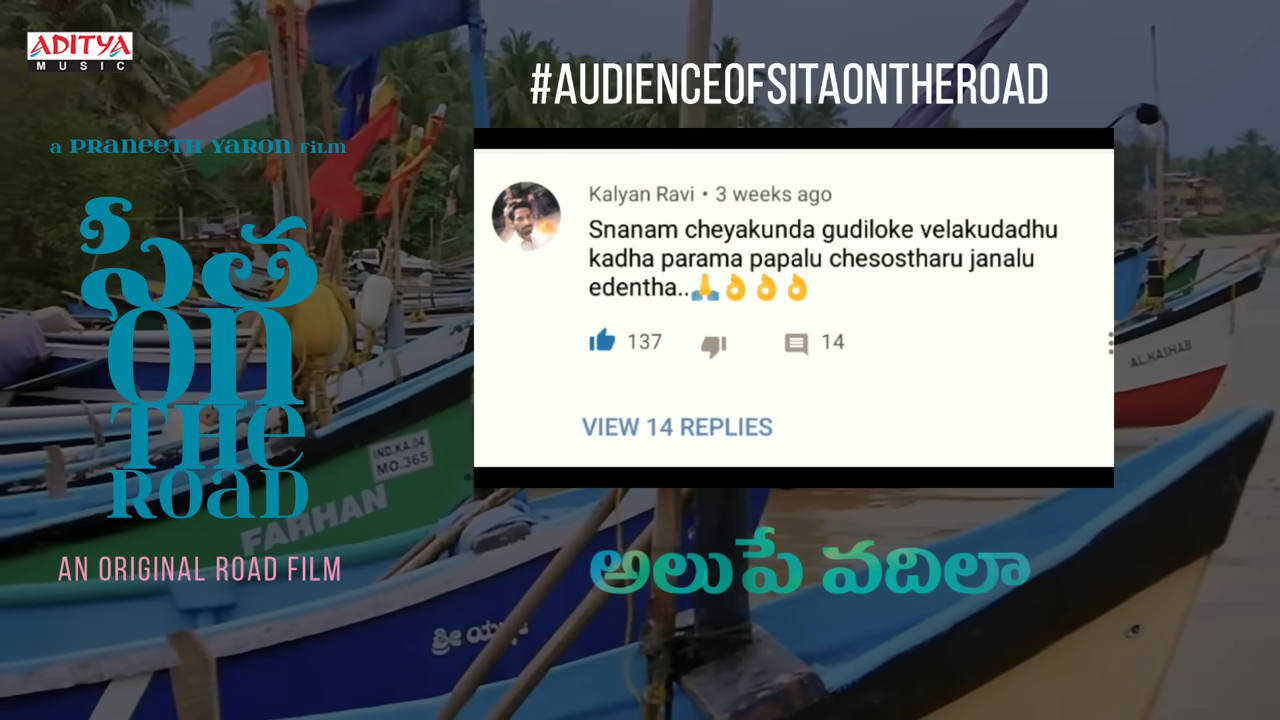 ADITYA
MUSIC
#AUDIENCEOFSITAONTHEROAD
a PRANEETH YARON FILM
సీత
ON
THE
ROAD
AN ORIGINAL ROAD FILM
Kalyan Ravi • 3 weeks ago
Snanam cheyakunda gudiloke velakudadhu
kadha parama papalu chesostharu janalu
edentha..🙏👌👌👌
137 14
VIEW 14 REPLIES
అలుపే వదిలా
AL.KASHAB
IND.KA.04
MO.365
FARHAN
ಶ್ರೀ